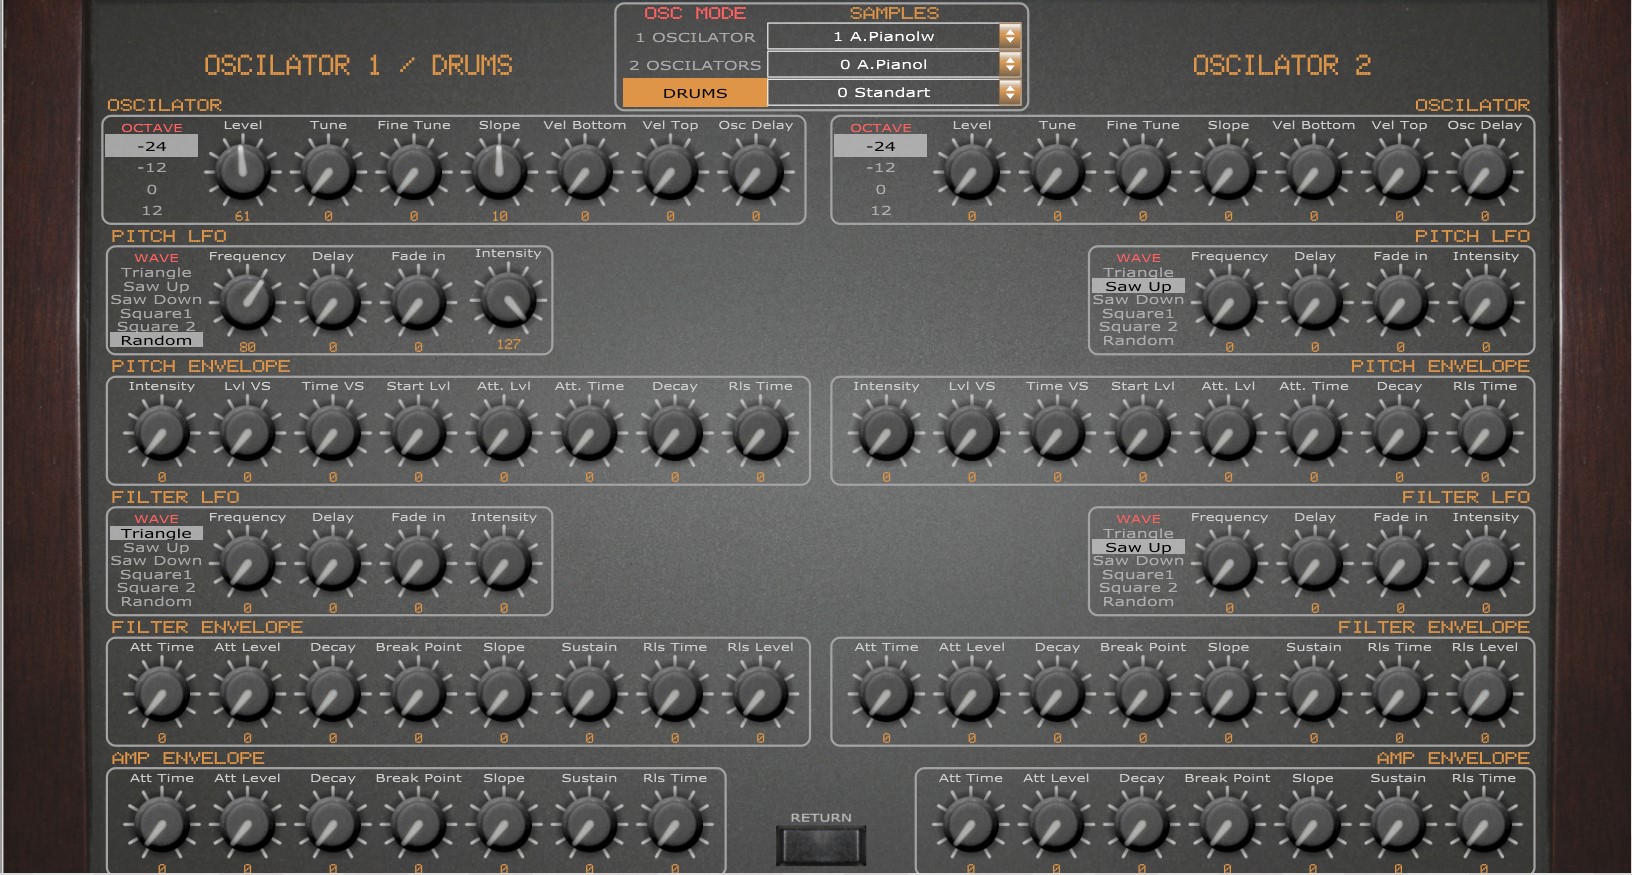 OSC MODE SAMPLES
1 OSCILATOR 1 A.Pianolw
2 OSCILATORS 0 A.Pianol
DRUMS 0 Standart
OSCILATOR 1 / DRUMS OSCILATOR 2
OSCILATOR OSCILATOR
OCTAVE Level Tune Fine Tune Slope Vel Bottom Vel Top Osc Delay
-24
-12
0
12
61 0 0 10 0 0 0
OCTAVE Level Tune Fine Tune Slope Vel Bottom Vel Top Osc Delay
-24
-12
0
12
0 0 0 0 0 0 0
PITCH LFO PITCH LFO
WAVE Frequency Delay Fade in Intensity
Triangle
Saw Up
Saw Down
Square1
Square 2
Random
80 0 0 127
WAVE Frequency Delay Fade in Intensity
Triangle
Saw Up
Saw Down
Square1
Square 2
Random
0 0 0 0
PITCH ENVELOPE PITCH ENVELOPE
Intensity Lvl VS Time VS Start Lvl Att. Lvl Att. Time Decay Rls Time
0 0 0 0 0 0 0 0
Intensity Lvl VS Time VS Start Lvl Att. Lvl Att. Time Decay Rls Time
0 0 0 0 0 0 0 0
FILTER LFO FILTER LFO
WAVE Frequency Delay Fade in Intensity
Triangle
Saw Up
Saw Down
Square1
Square 2
Random
0 0 0 0
WAVE Frequency Delay Fade in Intensity
Triangle
Saw Up
Saw Down
Square1
Square 2
Random
0 0 0 0
FILTER ENVELOPE FILTER ENVELOPE
Att Time Att Level Decay Break Point Slope Sustain Rls Time Rls Level
0 0 0 0 0 0 0 0
Att Time Att Level Decay Break Point Slope Sustain Rls Time Rls Level
0 0 0 0 0 0 0 0
AMP ENVELOPE AMP ENVELOPE
Att Time Att Level Decay Break Point Slope Sustain Rls Time
0 0 0 0 0 0 0
RETURN
Att Time Att Level Decay Break Point Slope Sustain Rls Time
0 0 0 0 0 0 0